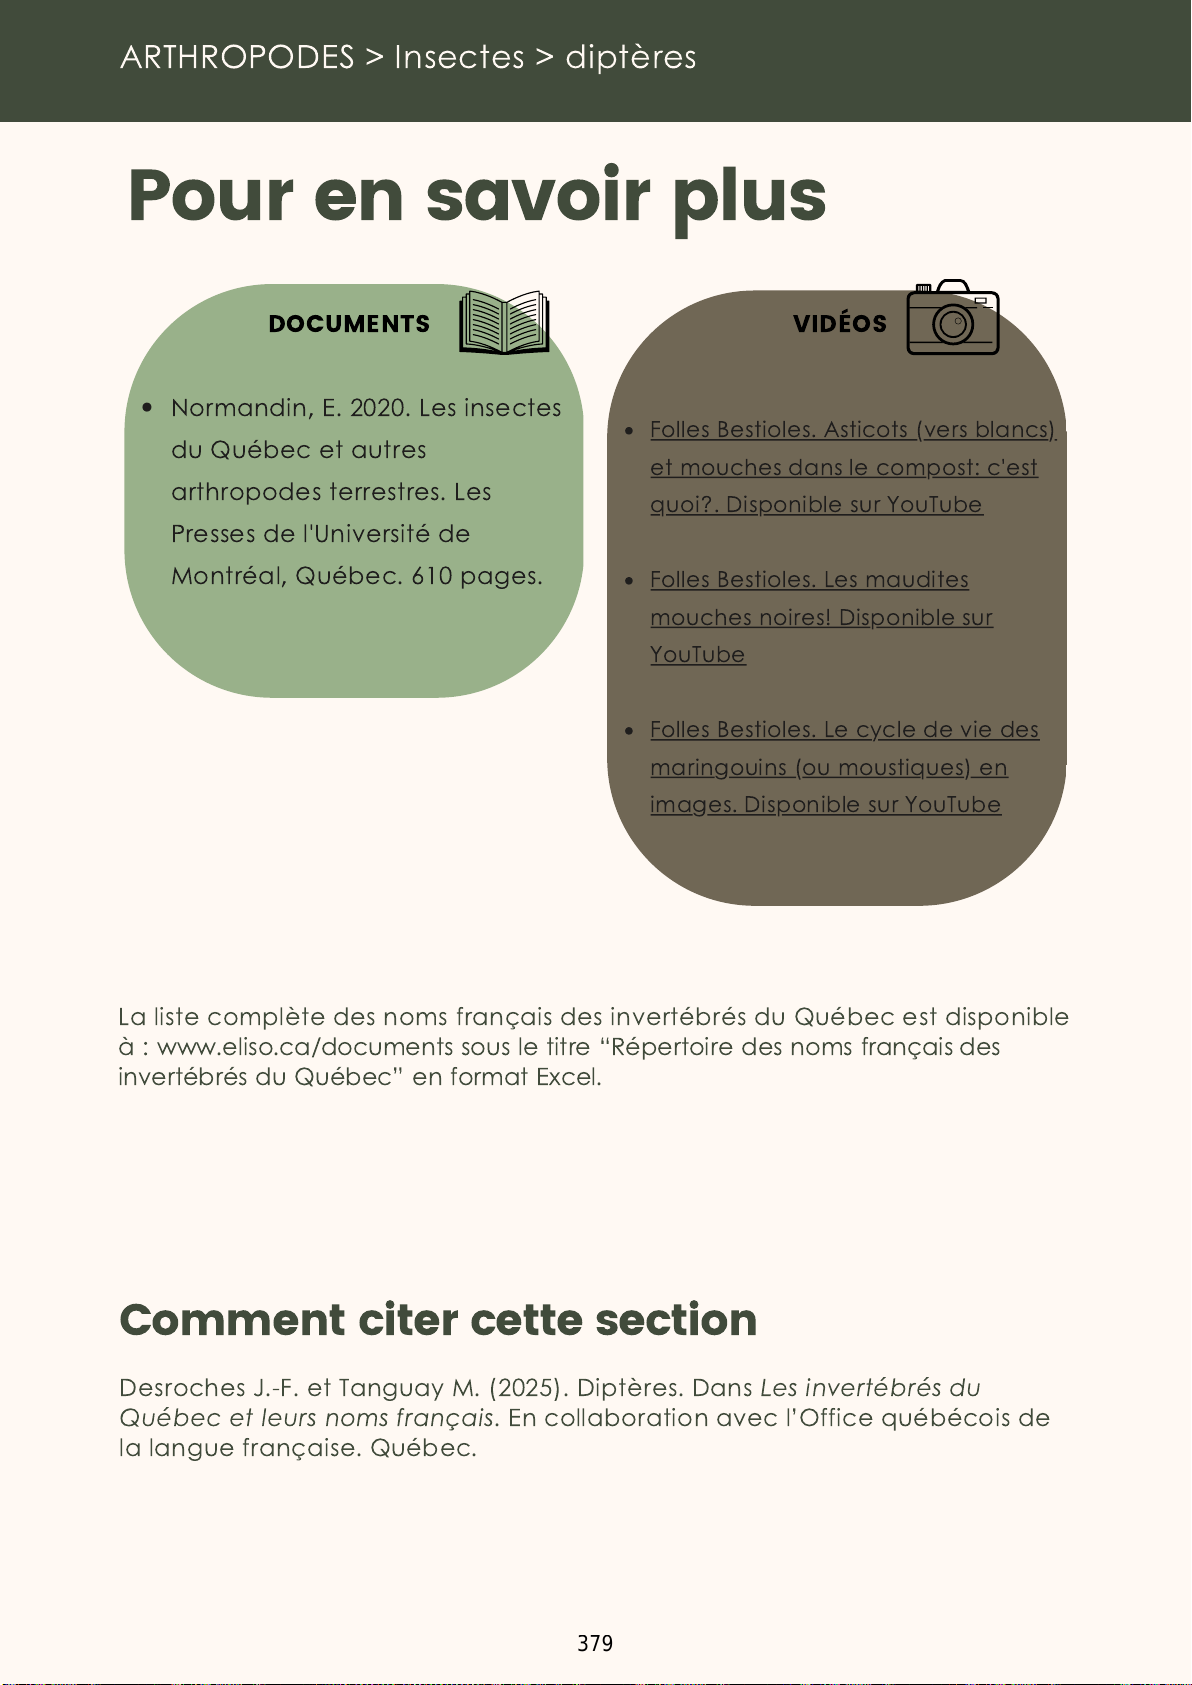 ARTHROPODES > Insectes > diptères
Pour en savoir plus
DOCUMENTS
• Normandin, E. 2020. Les insectes
du Québec et autres
arthropodes terrestres. Les
Presses de l'Université de
Montréal, Québec. 610 pages.
VIDÉOS
• Folles Bestioles. Asticots (vers blancs)
et mouches dans le compost: c'est
quoi?. Disponible sur YouTube
• Folles Bestioles. Les maudites
mouches noires! Disponible sur
YouTube
• Folles Bestioles. Le cycle de vie des
maringouins (ou moustiques) en
images. Disponible sur YouTube
La liste complète des noms français des invertébrés du Québec est disponible
à : www.eliso.ca/documents sous le titre “Répertoire des noms français des
invertébrés du Québec” en format Excel.
Comment citer cette section
Desroches J.-F. et Tanguay M. (2025). Diptères. Dans Les invertébrés du
Québec et leurs noms français. En collaboration avec l’Office québécois de
la langue française. Québec.
379